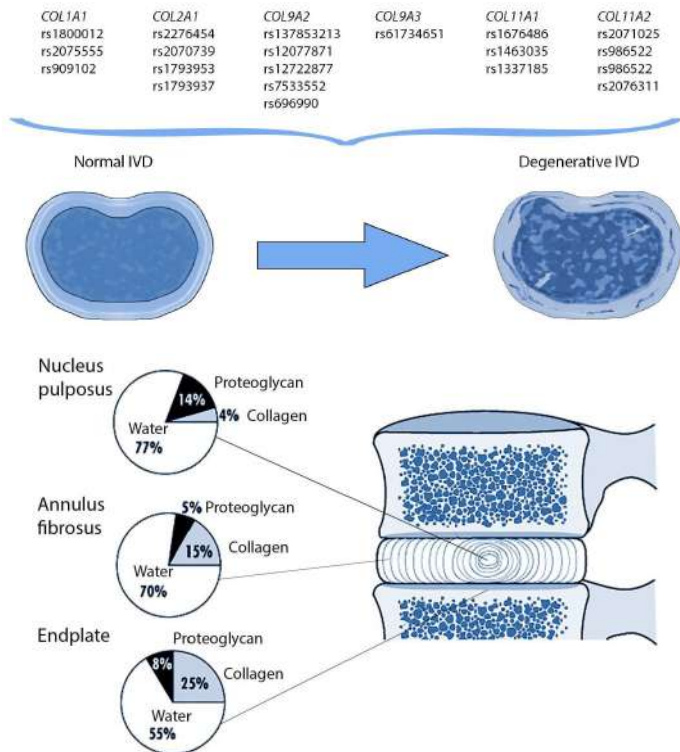 COL1A1 COL2A1 COL9A2 COL9A3 COL11A1 COL11A2
rs1800012 rs2276454 rs137853213 rs61734651 rs1676486 rs2071025
rs2075555 rs2070739 rs12077871 rs1463035 rs986522
rs909102 rs1793953 rs12722877 rs1337185 rs986522
rs1793937 rs7533552 rs2076311
rs696990
Normal IVD Degenerative IVD
Nucleus
pulposus
Proteoglycan
14%
4% Collagen
Water
77%
Annulus
fibrosus
5% Proteoglycan
15% Collagen
Water
70%
Endplate
Proteoglycan
8%
Collagen
25%
Water
55%